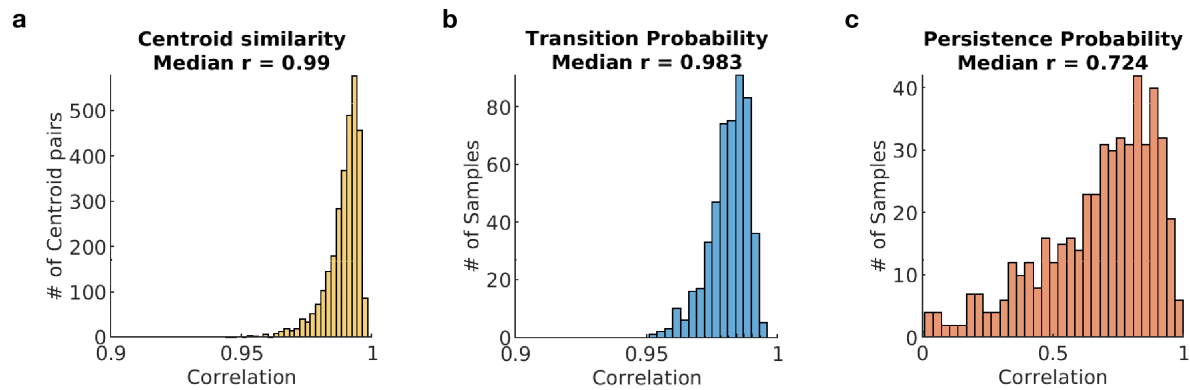 a
Centroid similarity
Median r = 0.99
# of Centroid pairs
500
400
300
200
100
0
0.9
0.95
1
Correlation
b
Transition Probability
Median r = 0.983
# of Samples
80
60
40
20
0
0.9
0.95
1
Correlation
c
Persistence Probability
Median r = 0.724
# of Samples
40
30
20
10
0
0
0.5
1
Correlation